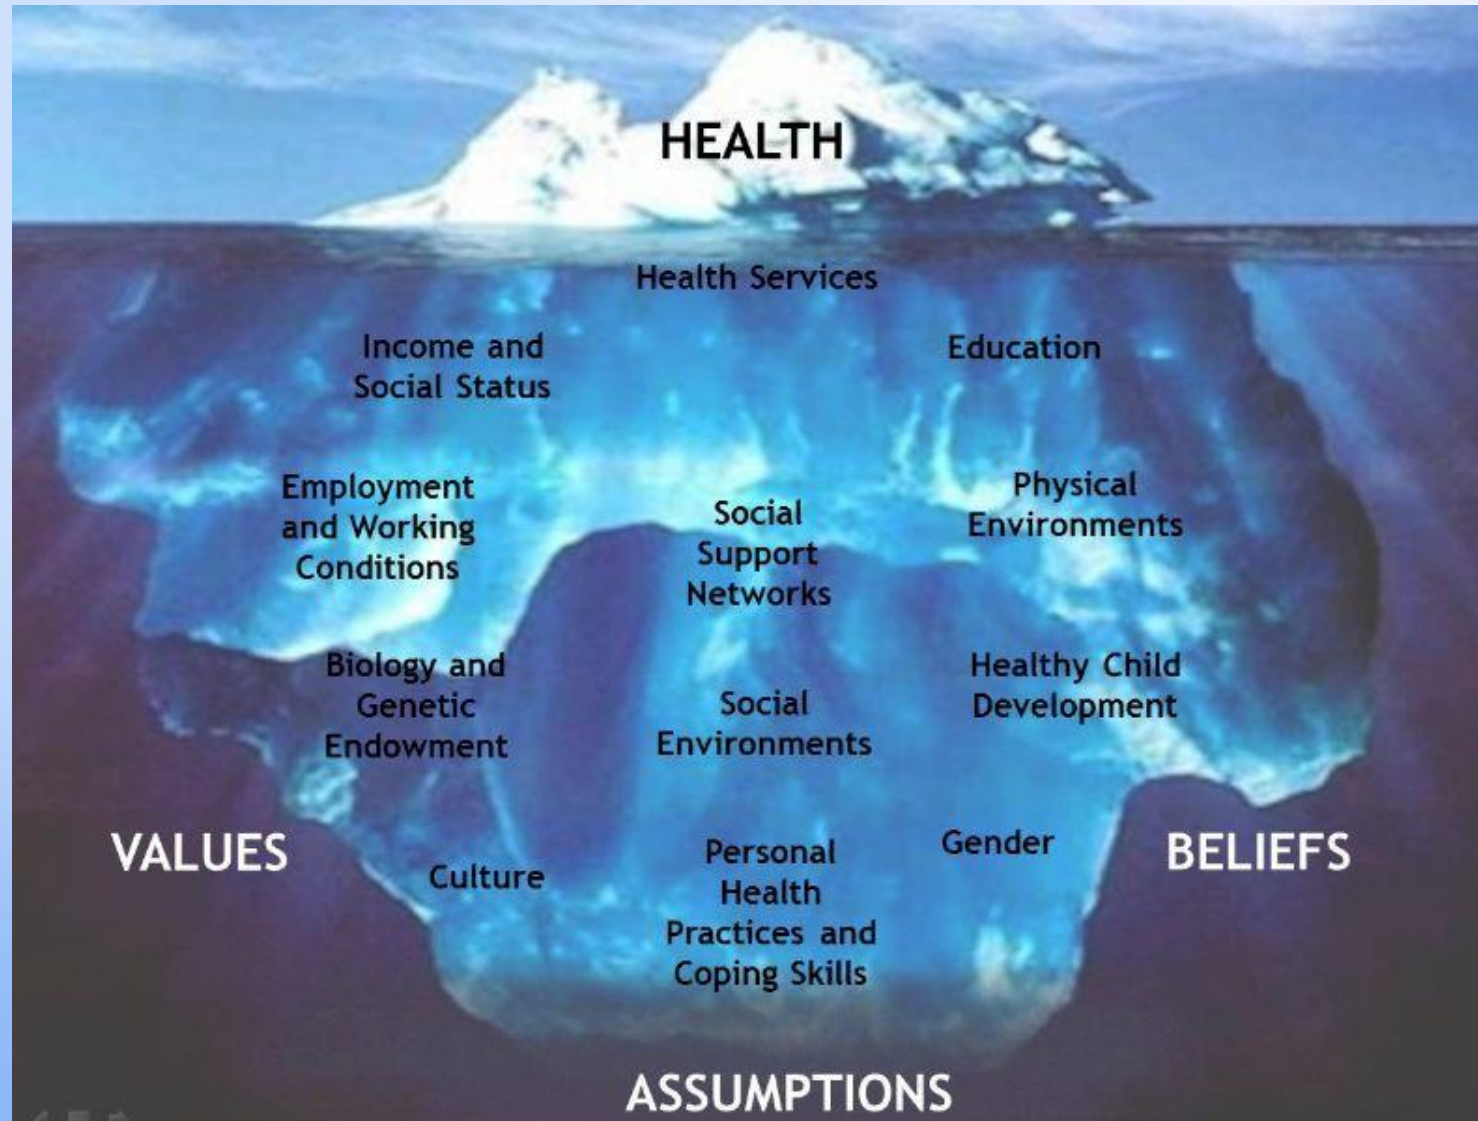 HEALTH
Health Services
Income and
Social Status
Education
Employment
and Working
Conditions
Social
Support
Networks
Physical
Environments
Biology and
Genetic
Endowment
Social
Environments
Healthy Child
Development
VALUES
Culture
Personal
Health
Practices and
Coping Skills
Gender
BELIEFS
ASSUMPTIONS